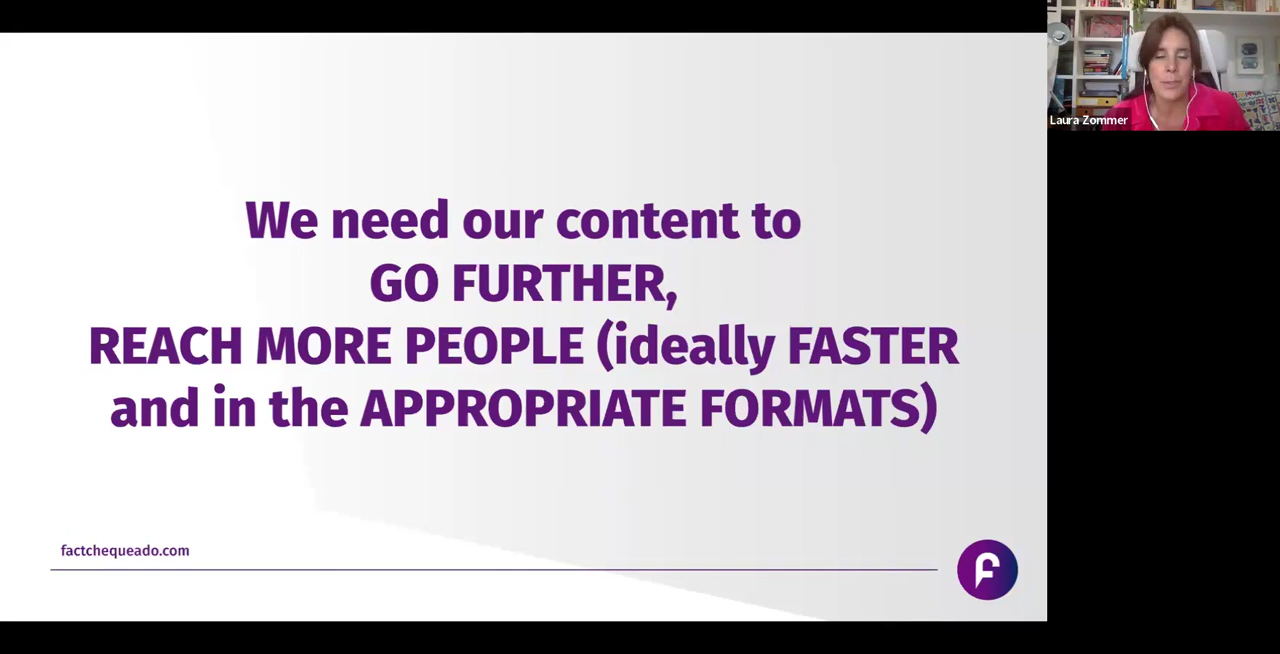 We need our content to
GO FURTHER,
REACH MORE PEOPLE (ideally FASTER
and in the APPROPRIATE FORMATS)
factchequeado.com
Laura Zommer